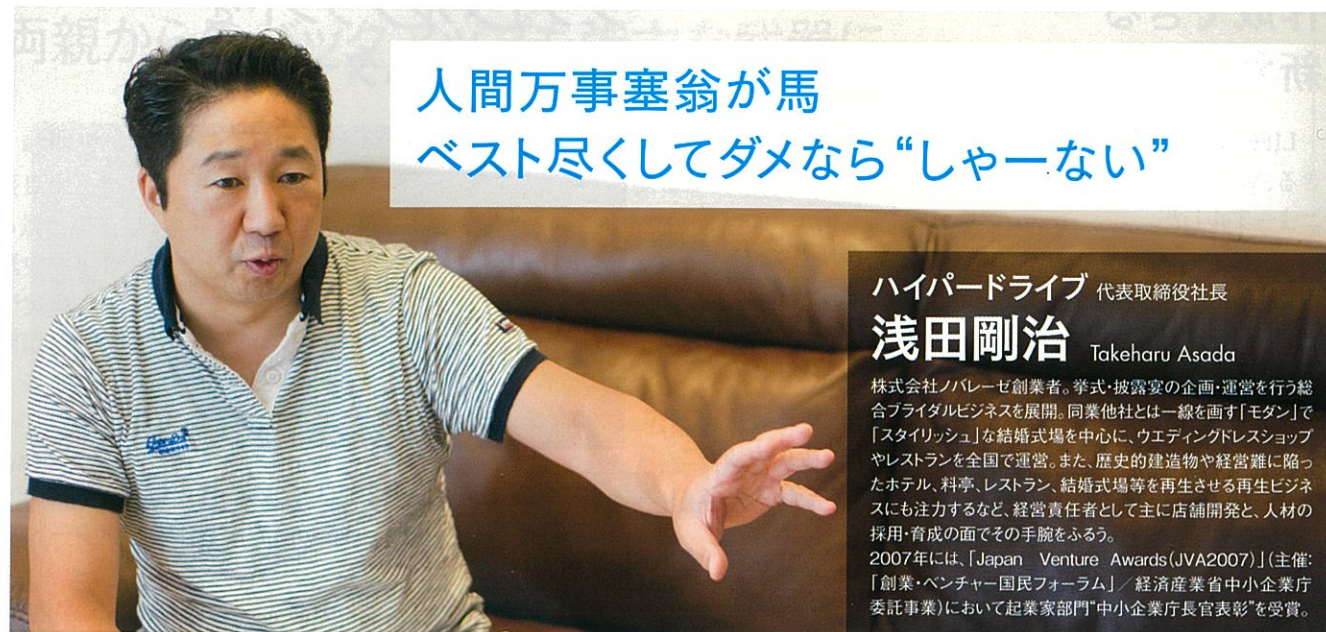 人間万事塞翁が馬
ベスト尽くしてダメなら“しゃーない”
ハイパードライブ 代表取締役社長
浅田剛治 Takeharu Asada
株式会社ノバレーゼ創業者。挙式・披露宴の企画・運営を行う総
合ブライダルビジネスを展開。同業他社とは一線を画す「モダン」で
「スタイリッシュ」な結婚式場を中心に、ウエディングドレスショップ
やレストランを全国で運営。また、歴史的建造物や経営難に陥っ
たホテル、料亭、レストラン、結婚式場等を再生させる再生ビジネ
スにも注力するなど、経営責任者として主に店舗開発と、人材の
採用・育成の面でその手腕をふるう。
2007年には、「Japan Venture Awards(JVA2007)」(主催:
「創業・ベンチャー国民フォーラム」／経済産業省中小企業庁
委託事業)において起業家部門“中小企業庁長官表彰”を受賞。